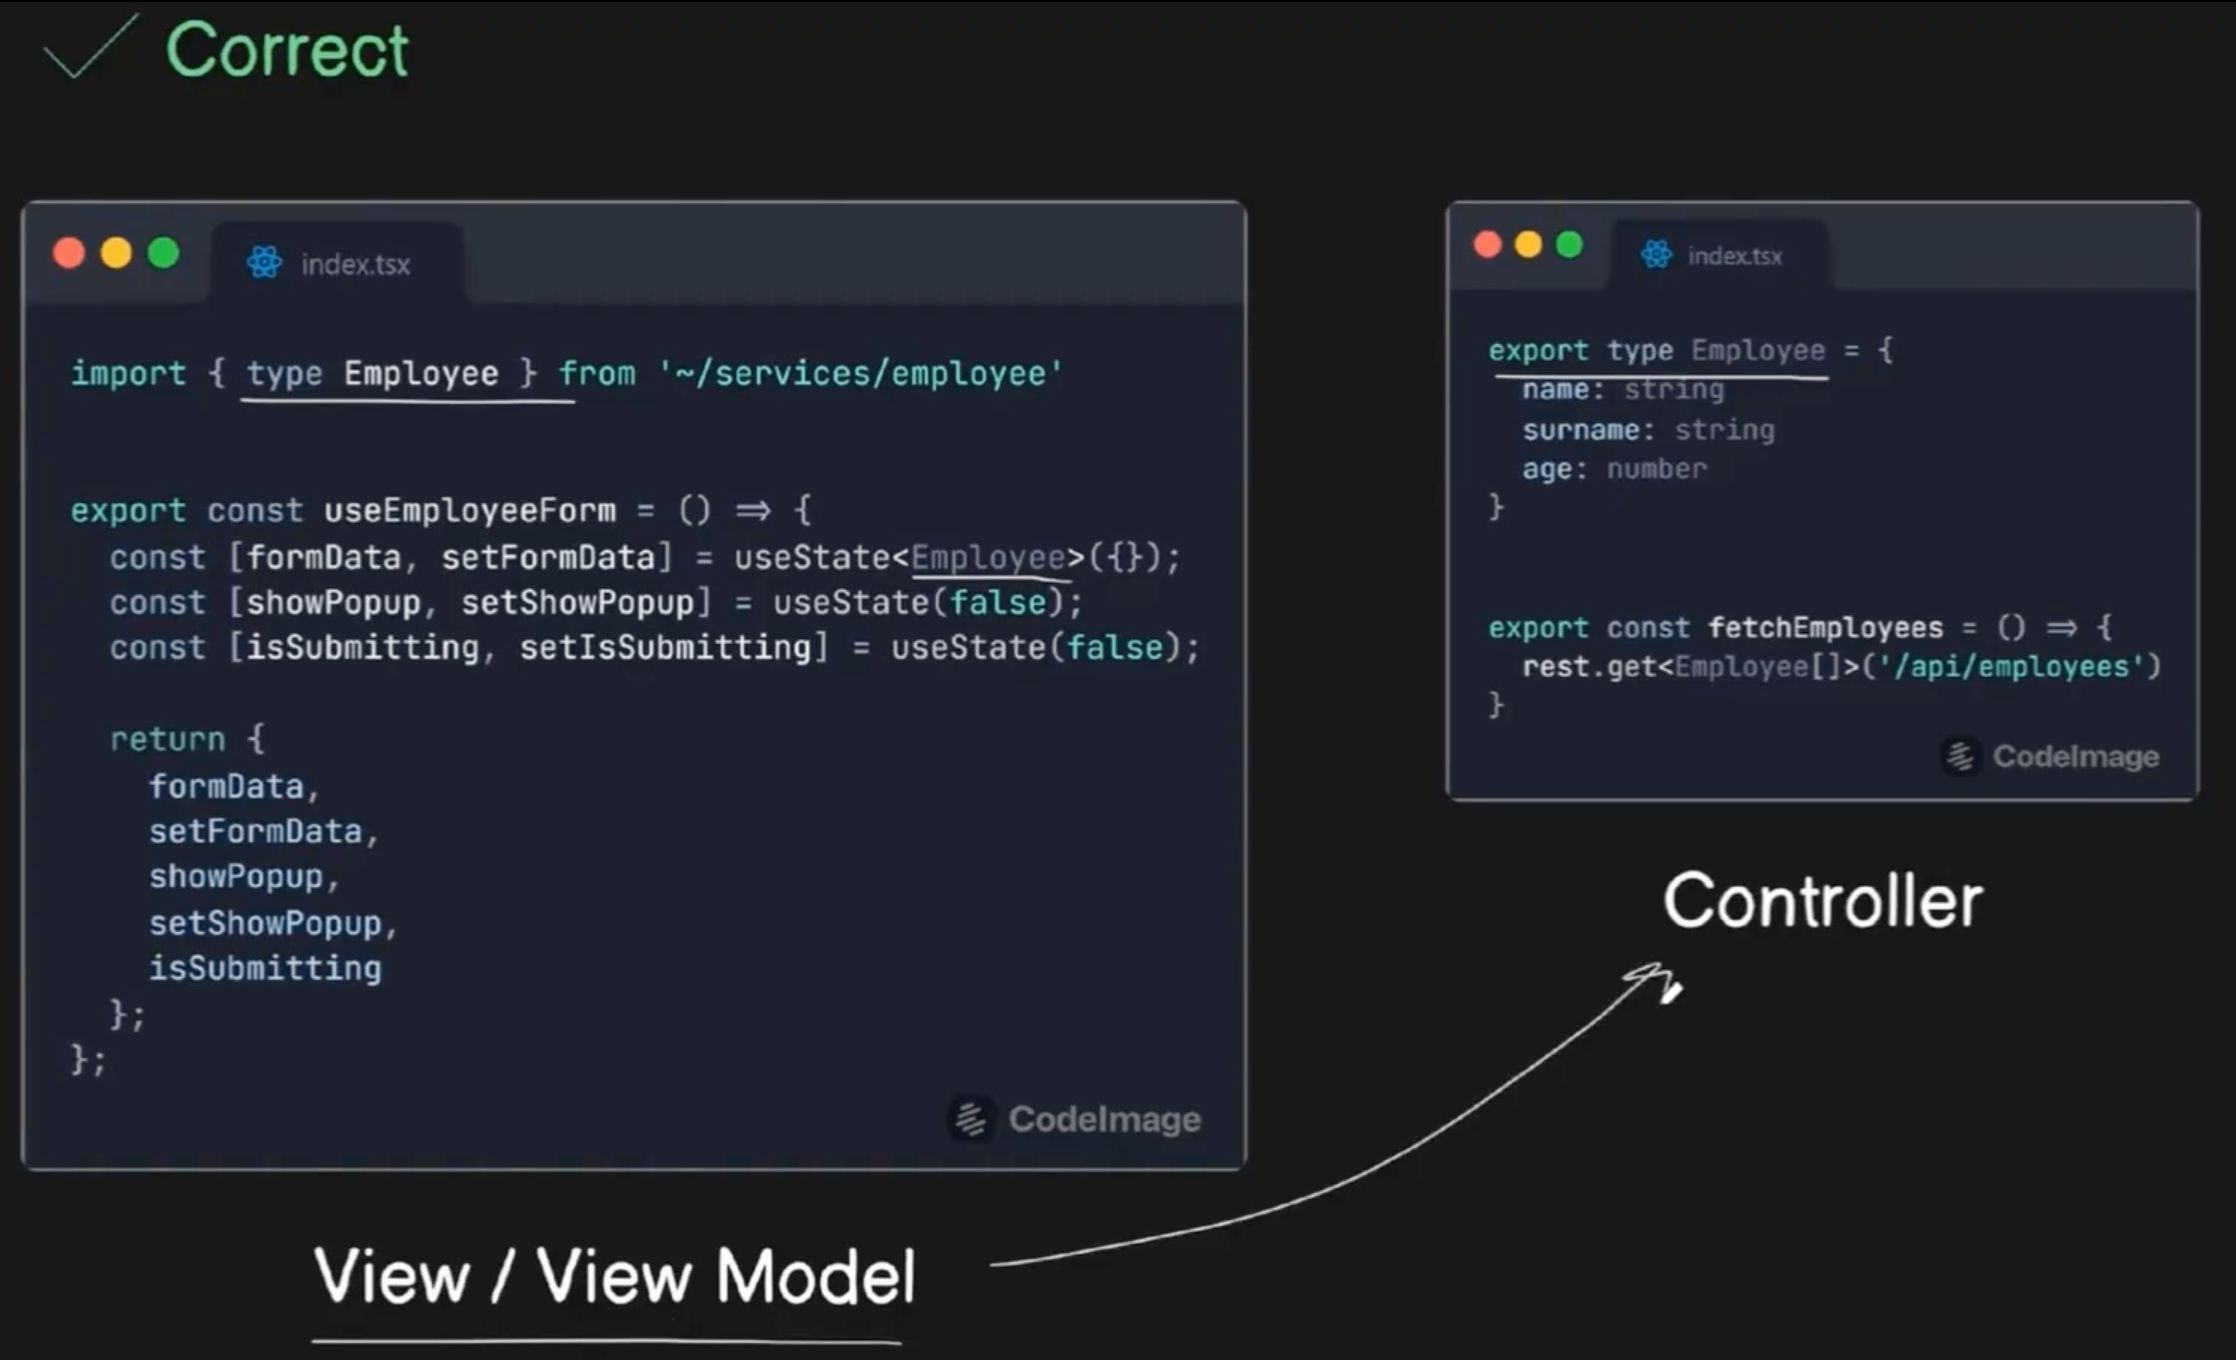 Correct
index.tsx
import { type Employee } from '~/services/employee'
export const useEmployeeForm = () => {
const [formData, setFormData] = useState<Employee>({});
const [showPopup, setShowPopup] = useState(false);
const [isSubmitting, setIsSubmitting] = useState(false);
return {
formData,
setFormData,
showPopup,
setShowPopup,
isSubmitting
};
};
CodeImage
View / View Model
index.tsx
export type Employee = {
name: string
surname: string
age: number
}
export const fetchEmployees = () => {
rest.get<Employee[]>('/api/employees')
}
CodeImage
Controller